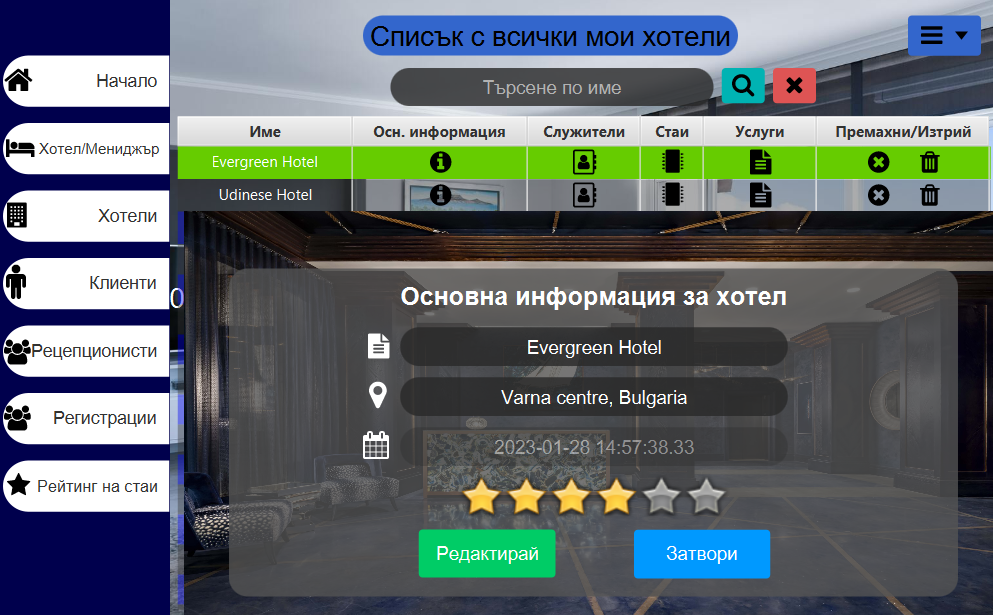 Списък с всички мои хотели
Търсене по име
Начало
Хотел/Мениджър
Хотели
Клиенти
Рецепционисти
Регистрации
Рейтинг на стаи
Име Осн. информация Служители Стаи Услуги Премахни/Изтрий
Evergreen Hotel
Udinese Hotel
0
Основна информация за хотел
Evergreen Hotel
Varna centre, Bulgaria
2023-01-28 14:57:38.33
Редактирай Затвори